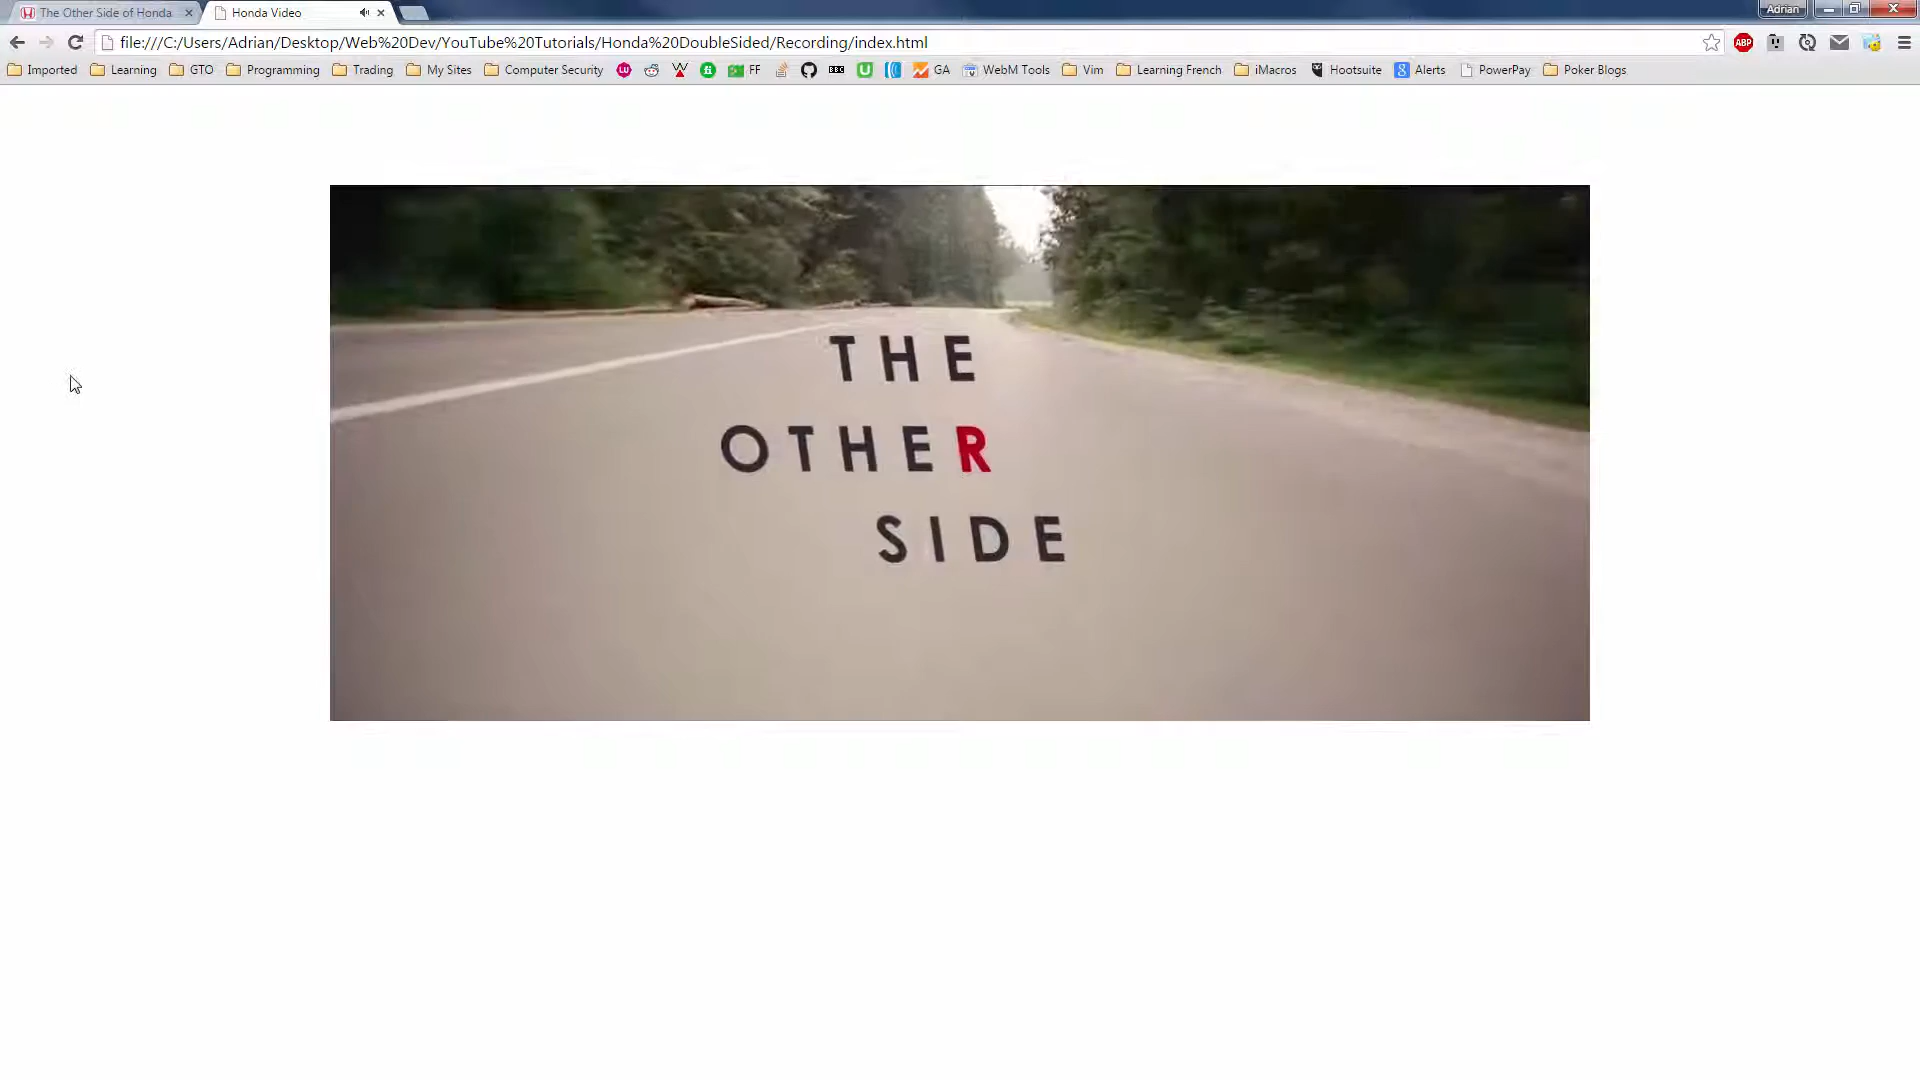 The Other Side of Honda
Honda Video
Adrian
file:///C:/Users/Adrian/Desktop/Web%20Dev/YouTube%20Tutorials/Honda%20DoubleSided/Recording/index.html
ABP
Imported Learning GTO Programming Trading My Sites Computer Security FF GA WebM Tools Vim Learning French iMacros Hootsuite Alerts PowerPay Poker Blogs
THE
OTHER
SIDE